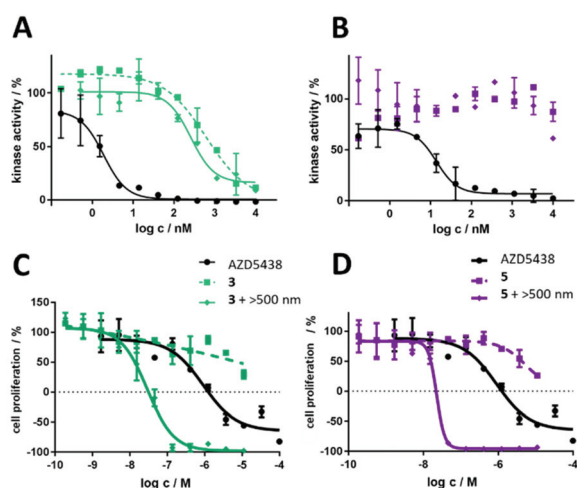 A
kinase activity / %
100
50
0
0
1
2
3
4
log c / nM
B
kinase activity / %
100
50
0
0
1
2
3
4
log c / nM
C
AZD5438
3
3 + >500 nm
cell proliferation / %
150
100
50
0
-50
-100
-10
-9
-8
-7
-6
-5
-4
log c / M
D
AZD5438
5
5 + >500 nm
cell proliferation / %
150
100
50
0
-50
-100
-10
-8
-6
-4
log c / M